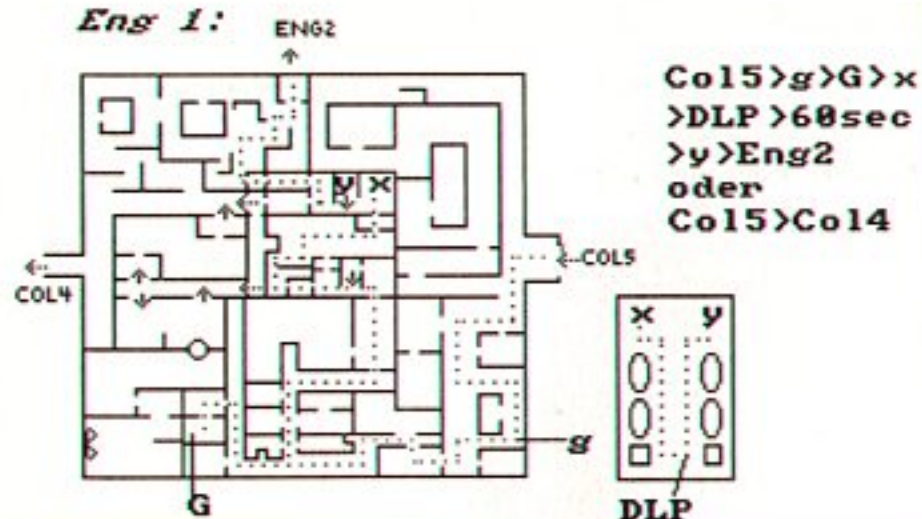 Eng 1:
ENG2
Col5>g>G>x
>DLP>60sec
>y>Eng2
oder
Col5>Col4
y x
COL5
COL4
x y
g
G
DLP